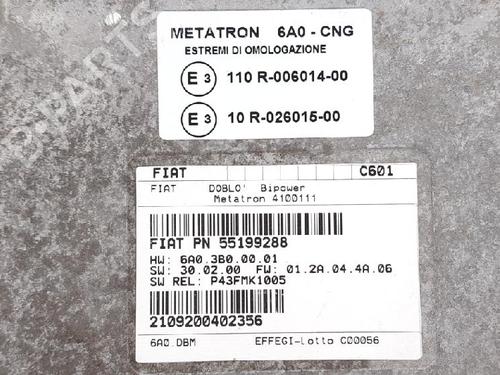 METATRON 6A0 - CNG
ESTREMI DI OMOLOGAZIONE
E 3 110 R-006014-00
E 3 10 R-026015-00
FIAT C601
FIAT DOBLO' Bipower
Metatron 4100111
FIAT PN 55199288
HW: 6A0.3B0.00.01
SW: 30.02.00 FW: 01.2A.04.4A.06
SW REL: P43FMK1005
2109200402356
6A0.DBM EFFEGI-Lotto C00056